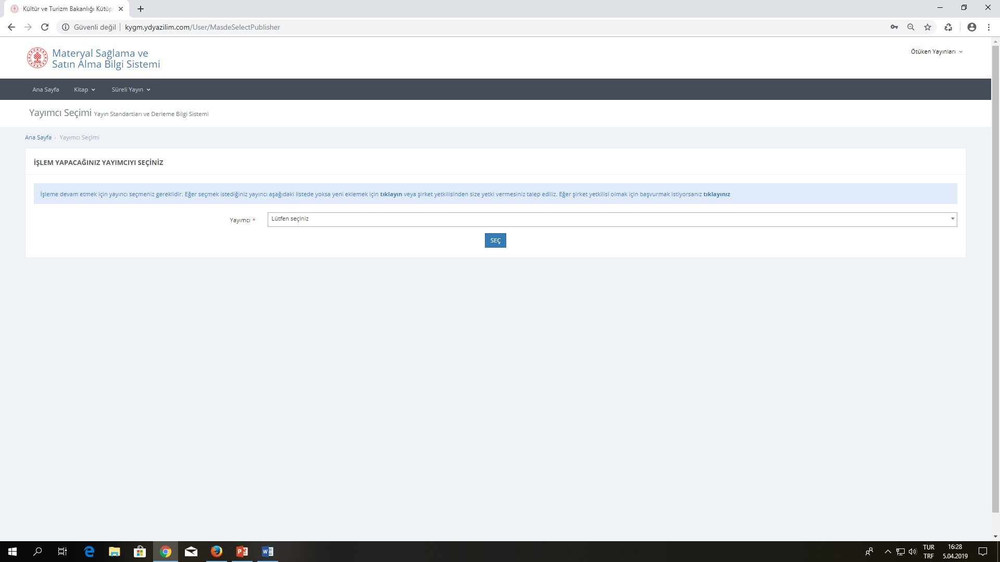 Kültür ve Turizm Bakanlığı Kütüp
Güvenli değil
kygm.ydyazilim.com/User/MasdeSelectPublisher
Materyal Sağlama ve
Satın Alma Bilgi Sistemi
Ötüken Yayınları
Ana Sayfa Kitap Süreli Yayın
Yayımcı Seçimi Yayın Standartları ve Derleme Bilgi Sistemi
Ana Sayfa › Yayımcı Seçimi
İŞLEM YAPACAĞINIZ YAYIMCIYI SEÇİNİZ
İşleme devam etmek için yayıncı seçmeniz gereklidir. Eğer seçmek istediğiniz yayıncı aşağıdaki listede yoksa yeni eklemek için tıklayın veya şirket yetkilisinden size yetki vermesiniz talep ediliz. Eğer şirket yetkilisi olmak için başvurmak istiyorsanız tıklayınız
Yayımcı * Lütfen seçiniz
SEÇ
TUR 16:28
TRF 5.04.2019